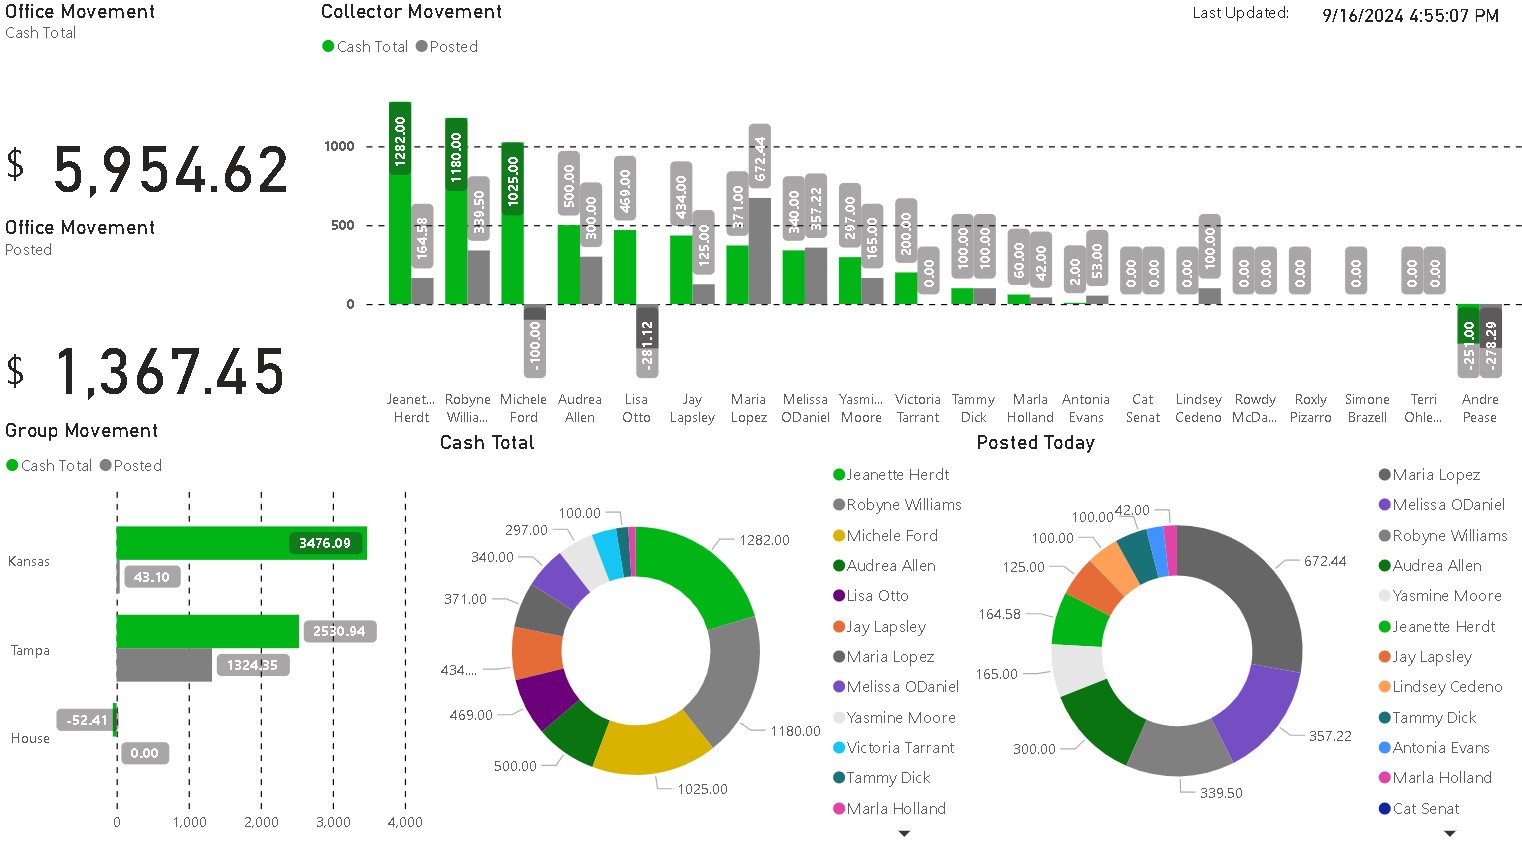 Office Movement
Cash Total
$ 5,954.62
Office Movement
Posted
$ 1,367.45
Collector Movement
Cash Total Posted
Last Updated: 9/16/2024 4:55:07 PM
1000
500
0
1282.00
164.58
1180.00
339.50
1025.00
-100.00
500.00
300.00
469.00
-281.12
434.00
125.00
371.00
672.44
340.00
357.22
297.00
165.00
200.00
0.00
100.00
100.00
60.00
42.00
2.00
53.00
0.00
0.00
0.00
100.00
0.00
0.00
0.00
0.00
0.00
0.00
-251.00
-278.29
Jeanet... Herdt
Robyne Willia...
Michele Ford
Audrea Allen
Lisa Otto
Jay Lapsley
Maria Lopez
Melissa ODaniel
Yasmi... Moore
Victoria Tarrant
Tammy Dick
Marla Holland
Antonia Evans
Cat Senat
Lindsey Cedeno
Rowdy McDa...
Roxly Pizarro
Simone Brazell
Terri Ohle...
Andre Pease
Group Movement
Cash Total Posted
Kansas
3476.09
43.10
Tampa
2530.94
1324.35
House
-52.41
0.00
0 1,000 2,000 3,000 4,000
Cash Total
1282.00
1180.00
1025.00
500.00
469.00
434....
371.00
340.00
297.00
100.00
Jeanette Herdt
Robyne Williams
Michele Ford
Audrea Allen
Lisa Otto
Jay Lapsley
Maria Lopez
Melissa ODaniel
Yasmine Moore
Victoria Tarrant
Tammy Dick
Marla Holland
Posted Today
672.44
357.22
339.50
300.00
165.00
164.58
125.00
100.00
100.00
42.00
Maria Lopez
Melissa ODaniel
Robyne Williams
Audrea Allen
Yasmine Moore
Jeanette Herdt
Jay Lapsley
Lindsey Cedeno
Tammy Dick
Antonia Evans
Marla Holland
Cat Senat